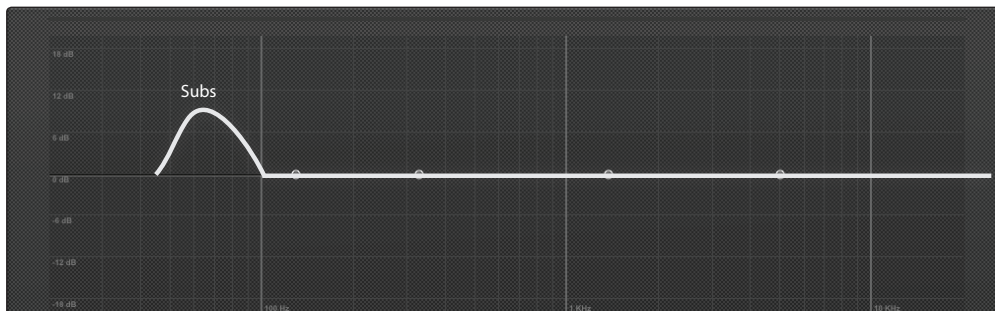 18 dB
Subs
12 dB
6 dB
0 dB
-6 dB
-12 dB
-18 dB
100 Hz
1 KHz
10 KHz